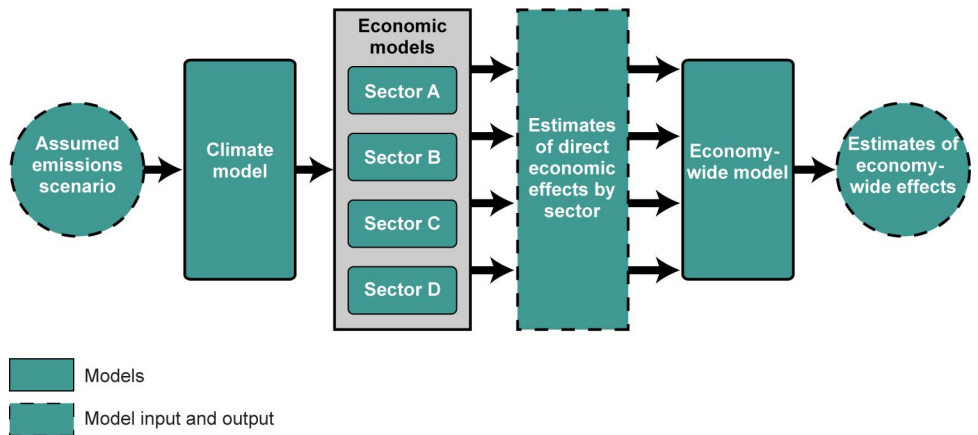 Assumed
emissions
scenario
Climate
model
Economic
models
Sector A
Sector B
Sector C
Sector D
Estimates
of direct
economic
effects by
sector
Economy-
wide model
Estimates of
economy-
wide effects
Models
Model input and output